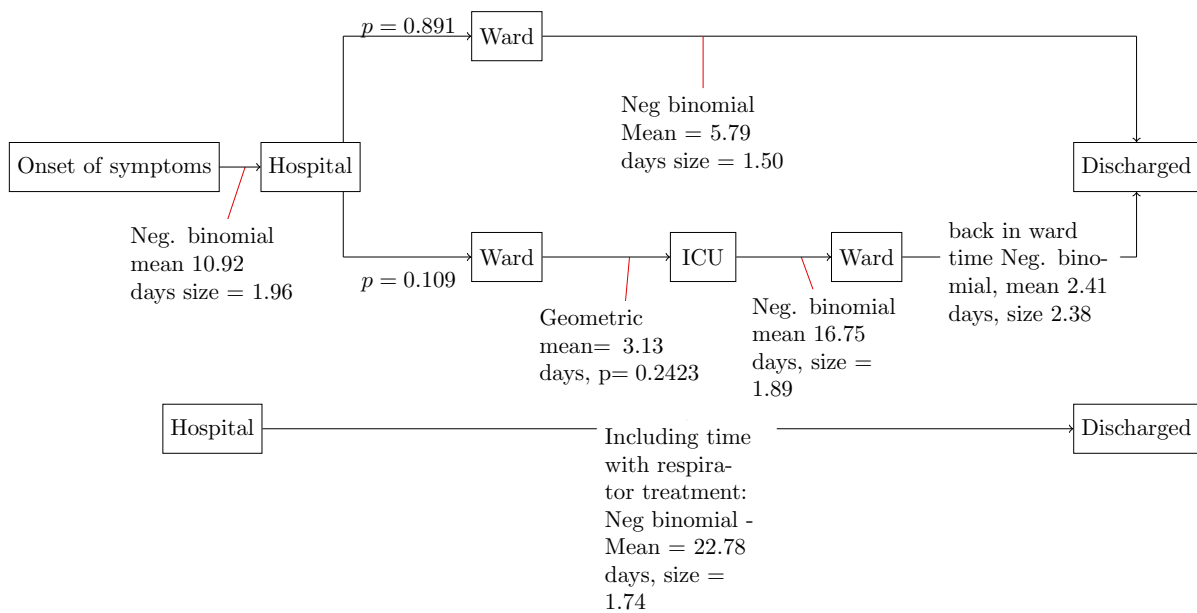 p = 0.891
Ward
Neg binomial
Mean = 5.79
days size = 1.50
Onset of symptoms
Hospital
Discharged
Neg. binomial
mean 10.92
days size = 1.96
p = 0.109
Ward
ICU
Ward
back in ward
time Neg. bino-
mial, mean 2.41
days, size 2.38
Geometric
mean= 3.13
days, p= 0.2423
Neg. binomial
mean 16.75
days, size =
1.89
Hospital
Discharged
Including time
with respira-
tor treatment:
Neg binomial -
Mean = 22.78
days, size =
1.74